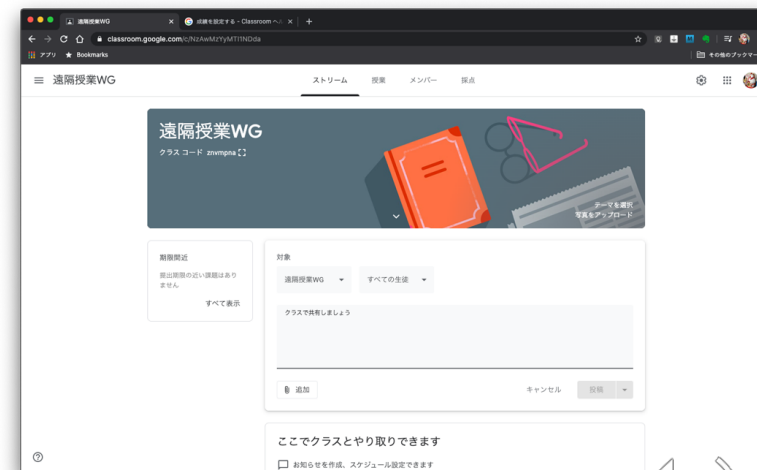 遠隔授業WG
成績を設定する - Classroom ヘ
classroom.google.com/c/NzAwMzYyMTI1NDda
アプリ
Bookmarks
その他のブックマー
遠隔授業WG
ストリーム
授業
メンバー
採点
遠隔授業WG
クラス コード znvmpna
テーマを選択
写真をアップロード
期限間近
提出期限の近い課題はあり
ません
すべて表示
対象
遠隔授業WG
すべての生徒
クラスで共有しましょう
追加
キャンセル
投稿
ここでクラスとやり取りできます
お知らせを作成、スケジュール設定できます